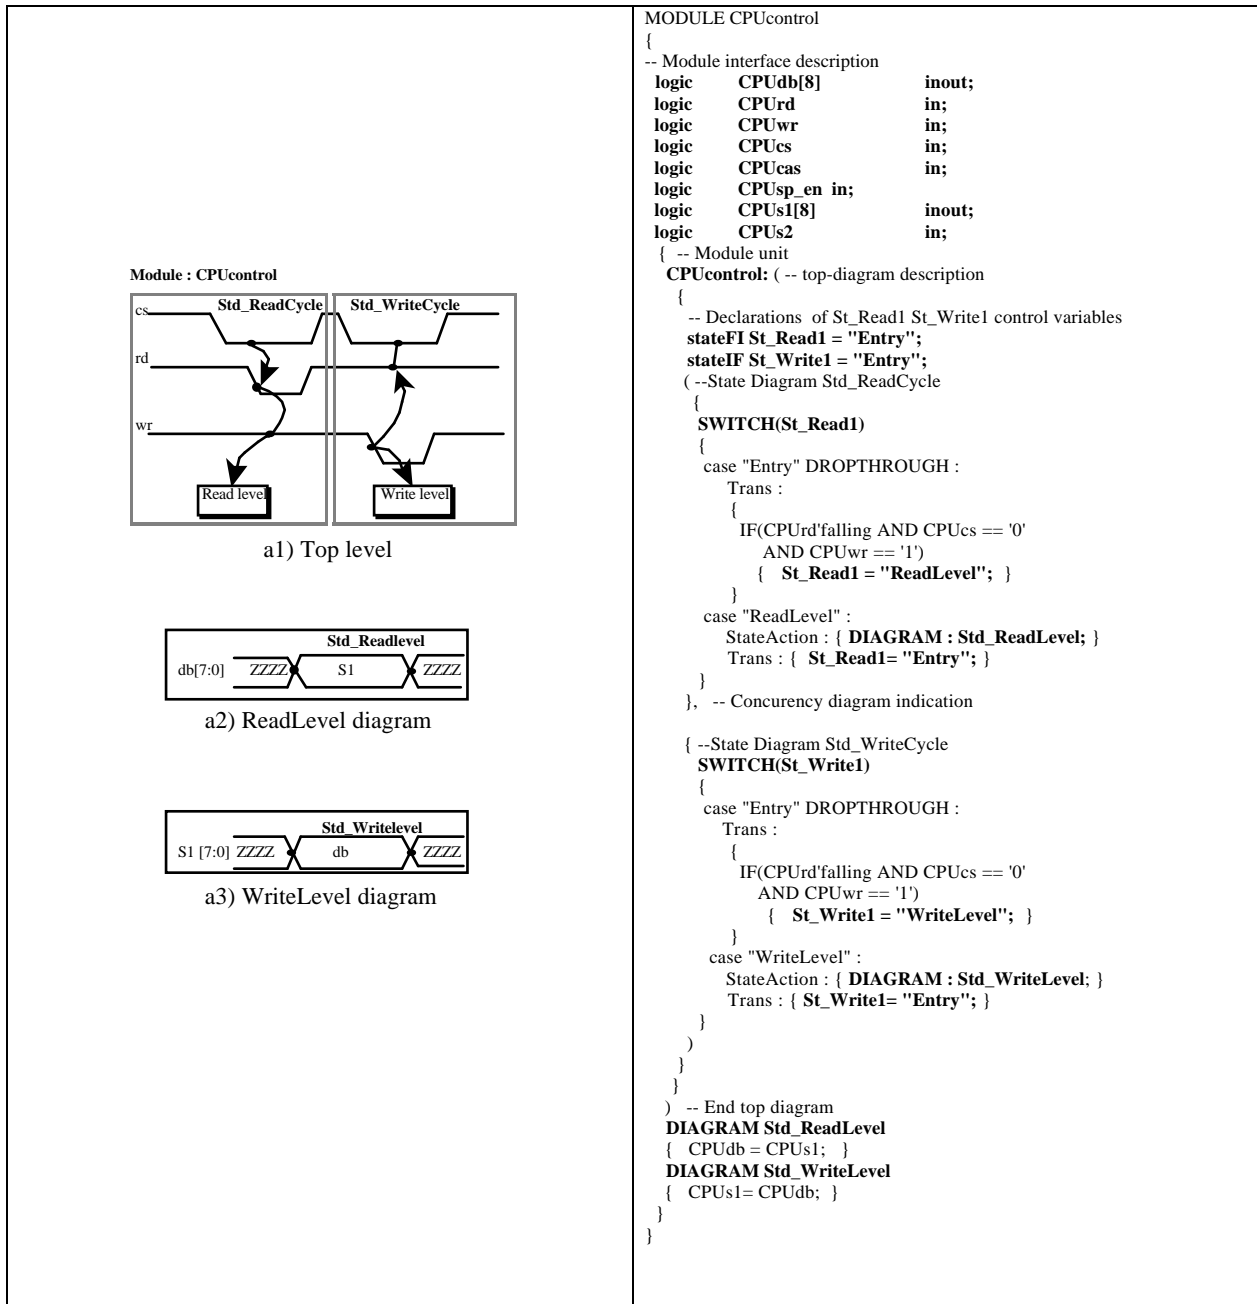 Module : CPUcontrol
cs
Std_ReadCycle
Std_WriteCycle
rd
wr
Read level
Write level
a1) Top level
Std_Readlevel
db[7:0] ZZZZ S1 ZZZZ
a2) ReadLevel diagram
Std_Writelevel
S1 [7:0] ZZZZ db ZZZZ
a3) WriteLevel diagram
MODULE CPUcontrol
{
-- Module interface description
logic CPUdb[8] inout;
logic CPUrd in;
logic CPUwr in;
logic CPUcs in;
logic CPUcas in;
logic CPUsp_en in;
logic CPUs1[8] inout;
logic CPUs2 in;
{ -- Module unit
CPUcontrol: ( -- top-diagram description
{
-- Declarations of St_Read1 St_Write1 control variables
stateFI St_Read1 = "Entry";
stateIF St_Write1 = "Entry";
( --State Diagram Std_ReadCycle
{
SWITCH(St_Read1)
{
case "Entry" DROPTHROUGH :
Trans :
{
IF(CPUrd'falling AND CPUcs == '0'
AND CPUwr == '1')
{ St_Read1 = "ReadLevel"; }
}
case "ReadLevel" :
StateAction : { DIAGRAM : Std_ReadLevel; }
Trans : { St_Read1= "Entry"; }
}
}, -- Concurency diagram indication
{ --State Diagram Std_WriteCycle
SWITCH(St_Write1)
{
case "Entry" DROPTHROUGH :
Trans :
{
IF(CPUrd'falling AND CPUcs == '0'
AND CPUwr == '1')
{ St_Write1 = "WriteLevel"; }
}
case "WriteLevel" :
StateAction : { DIAGRAM : Std_WriteLevel; }
Trans : { St_Write1= "Entry"; }
}
)
}
}
) -- End top diagram
DIAGRAM Std_ReadLevel
{ CPUdb = CPUs1; }
DIAGRAM Std_WriteLevel
{ CPUs1= CPUdb; }
}
}